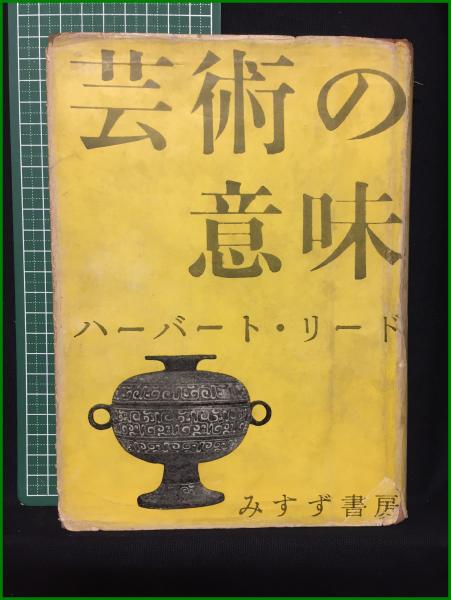 芸術の
意味
ハーバート・リード
みすず書房